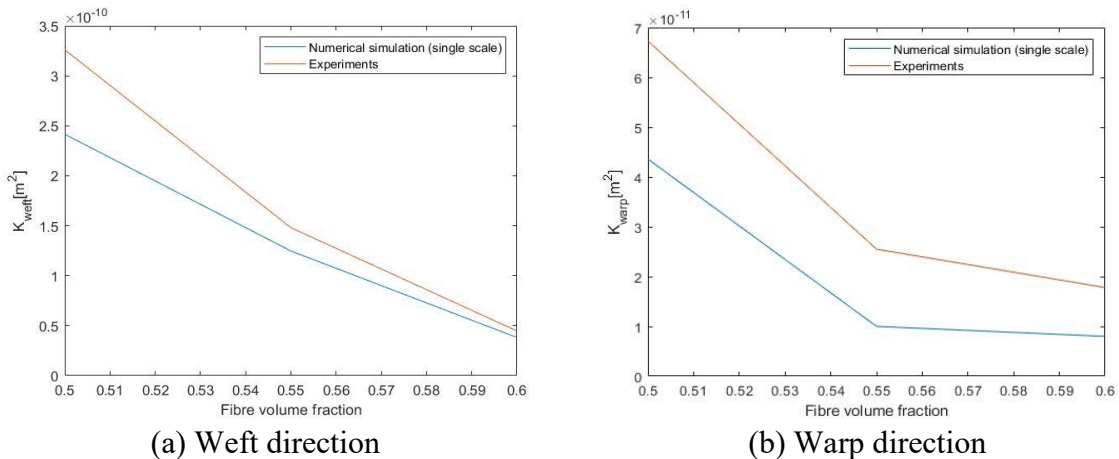 ×10⁻¹⁰
3.5
3
2.5
2
1.5
1
0.5
0
K_weft[m²]
Numerical simulation (single scale)
Experiments
0.5 0.51 0.52 0.53 0.54 0.55 0.56 0.57 0.58 0.59 0.6
Fibre volume fraction
(a) Weft direction
×10⁻¹¹
7
6
5
4
3
2
1
0
K_warp[m²]
Numerical simulation (single scale)
Experiments
0.5 0.51 0.52 0.53 0.54 0.55 0.56 0.57 0.58 0.59 0.6
Fibre volume fraction
(b) Warp direction